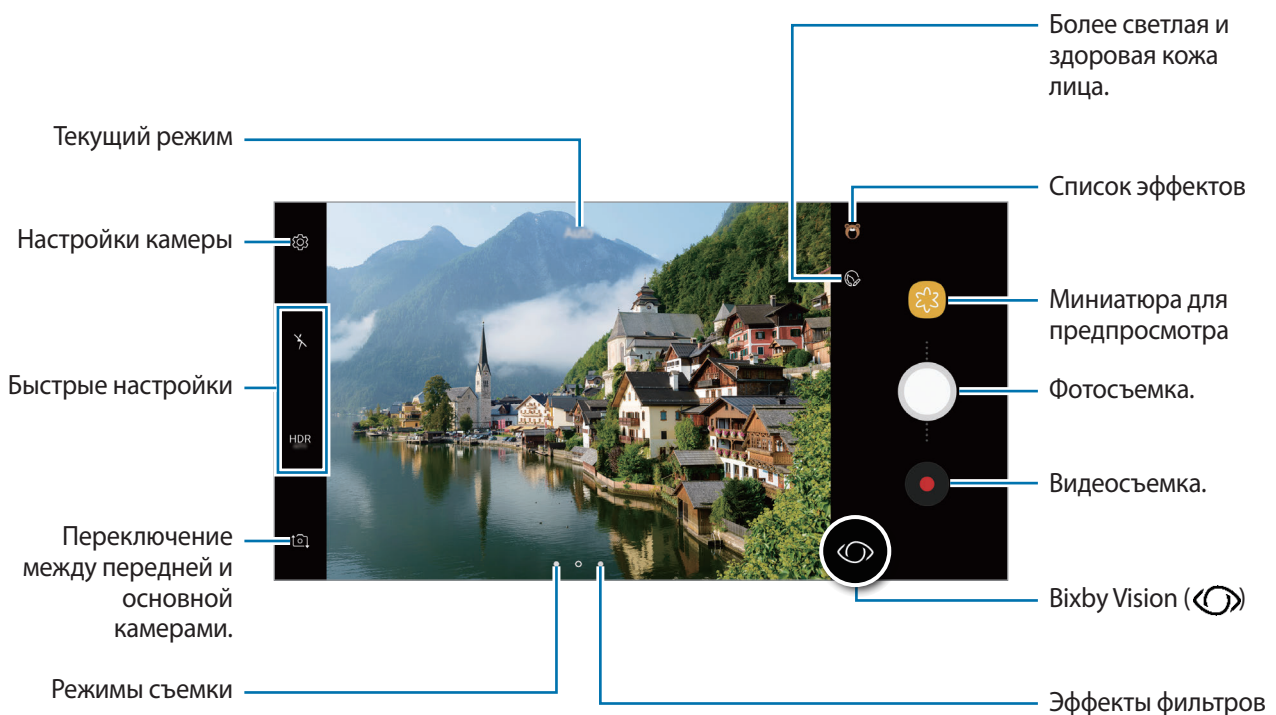 Более светлая и
здоровая кожа
лица.
Текущий режим
Список эффектов
Настройки камеры
Миниатюра для
предпросмотра
Быстрые настройки
Фотосъемка.
HDR
Видеосъемка.
Переключение
между передней и
основной
камерами.
Bixby Vision ()
Режимы съемки
Эффекты фильтров